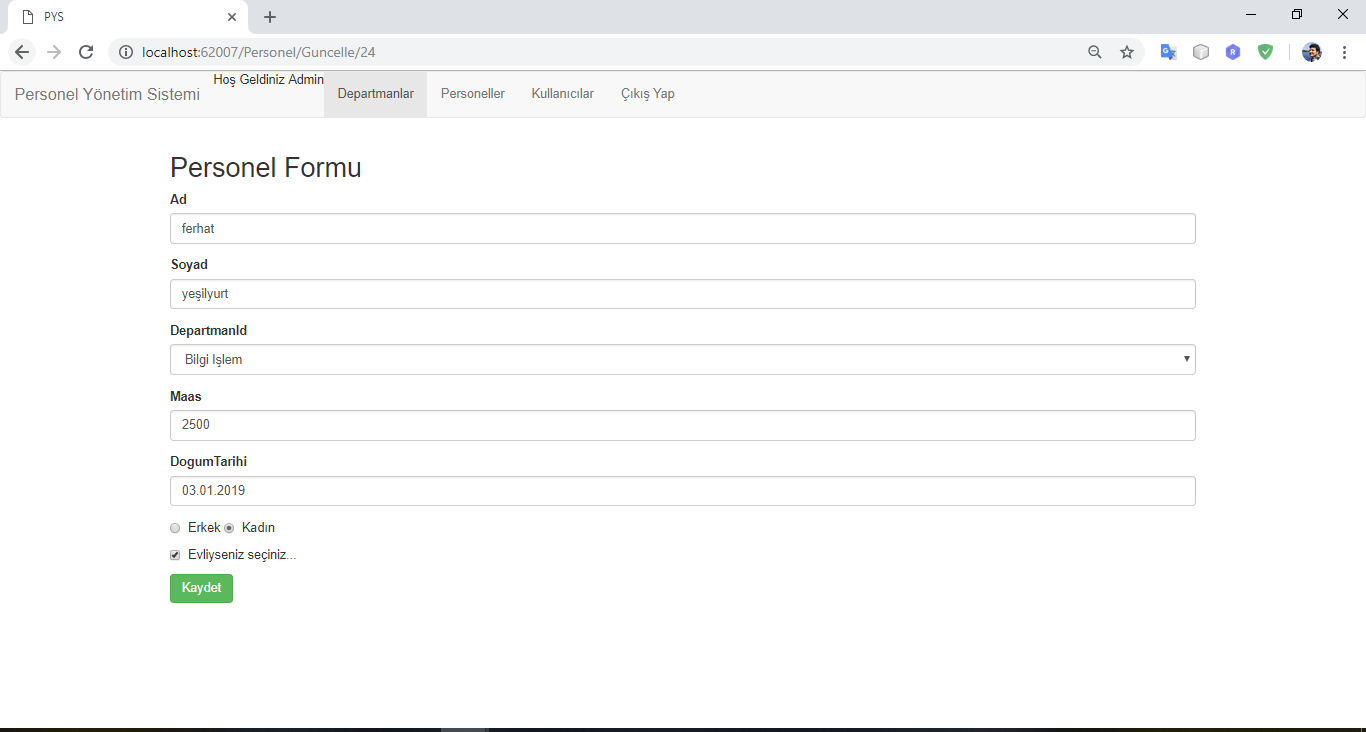 PYS
localhost:62007/Personel/Guncelle/24
Personel Yönetim Sistemi Hoş Geldiniz Admin Departmanlar Personeller Kullanıcılar Çıkış Yap
Personel Formu
Ad
ferhat
Soyad
yeşilyurt
DepartmanId
Bilgi Işlem
Maas
2500
DogumTarihi
03.01.2019
Erkek Kadın
Evliyseniz seçiniz...
Kaydet